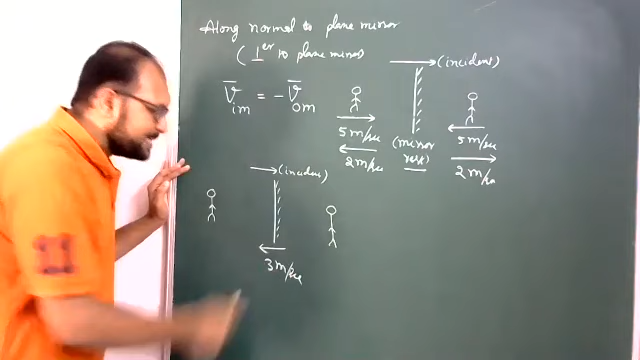 Along normal to plane mirror
(⊥er to plane mirror)
V̄im = - V̄om
(incident)
5 m/sec
2 m/sec
(mirror rest)
5 m/sec
2 m/sec
(incident)
3 m/sec
11